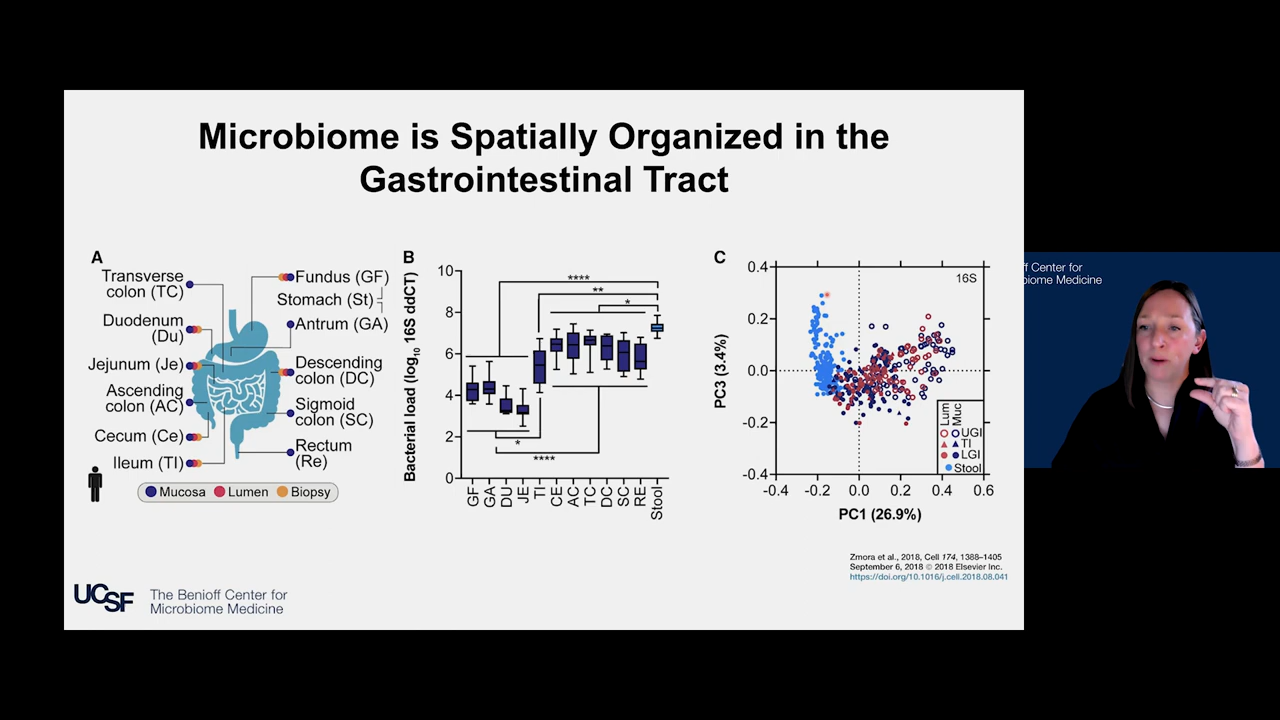 Microbiome is Spatially Organized in the
Gastrointestinal Tract
A
Transverse
colon (TC)
Duodenum
(Du)
Jejunum (Je)
Ascending
colon (AC)
Cecum (Ce)
Ileum (TI)
Fundus (GF)
Stomach (St)
Antrum (GA)
Descending
colon (DC)
Sigmoid
colon (SC)
Rectum
(Re)
Mucosa Lumen Biopsy
B
Bacterial load (log10 16S ddCT)
10
8
6
4
2
0
****
**
*
*
****
GF GA DU JE TI CE AC TC DC SC RE Stool
C
16S
PC3 (3.4%)
0.4
0.2
0.0
-0.2
-0.4
-0.4 -0.2 0.0 0.2 0.4 0.6
PC1 (26.9%)
Lum Muc
UGI
TI
LGI
Stool
Zmora et al., 2018, Cell 174, 1388–1405
September 6, 2018 © 2018 Elsevier Inc.
https://doi.org/10.1016/j.cell.2018.08.041
UCSF
The Benioff Center for
Microbiome Medicine
ff Center for
biome Medicine